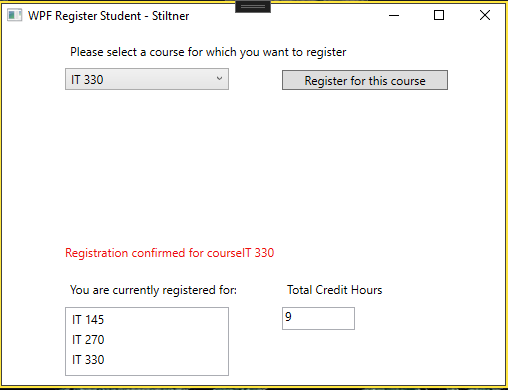 WPF Register Student - Stiltner
Please select a course for which you want to register
IT 330
Register for this course
Registration confirmed for courseIT 330
You are currently registered for:
Total Credit Hours
IT 145
IT 270
IT 330
9